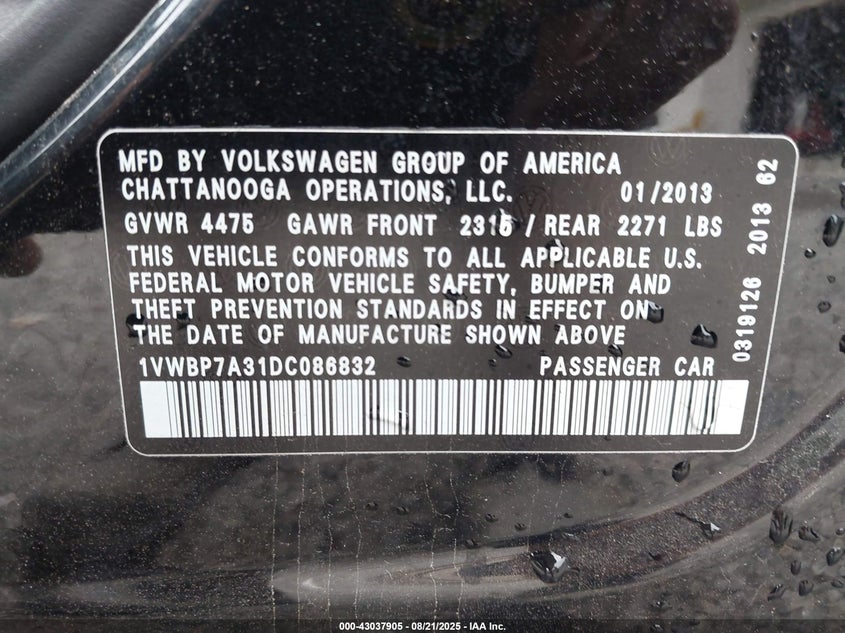 MFD BY VOLKSWAGEN GROUP OF AMERICA
CHATTANOOGA OPERATIONS, LLC. 01/2013
GVWR 4475 GAWR FRONT 2315 / REAR 2271 LBS
THIS VEHICLE CONFORMS TO ALL APPLICABLE U.S.
FEDERAL MOTOR VEHICLE SAFETY, BUMPER AND
THEFT PREVENTION STANDARDS IN EFFECT ON
THE DATE OF MANUFACTURE SHOWN ABOVE
1VWBP7A31DC086832 PASSENGER CAR
0319126 2013 62
000-43037905 - 08/21/2025 - IAA Inc.